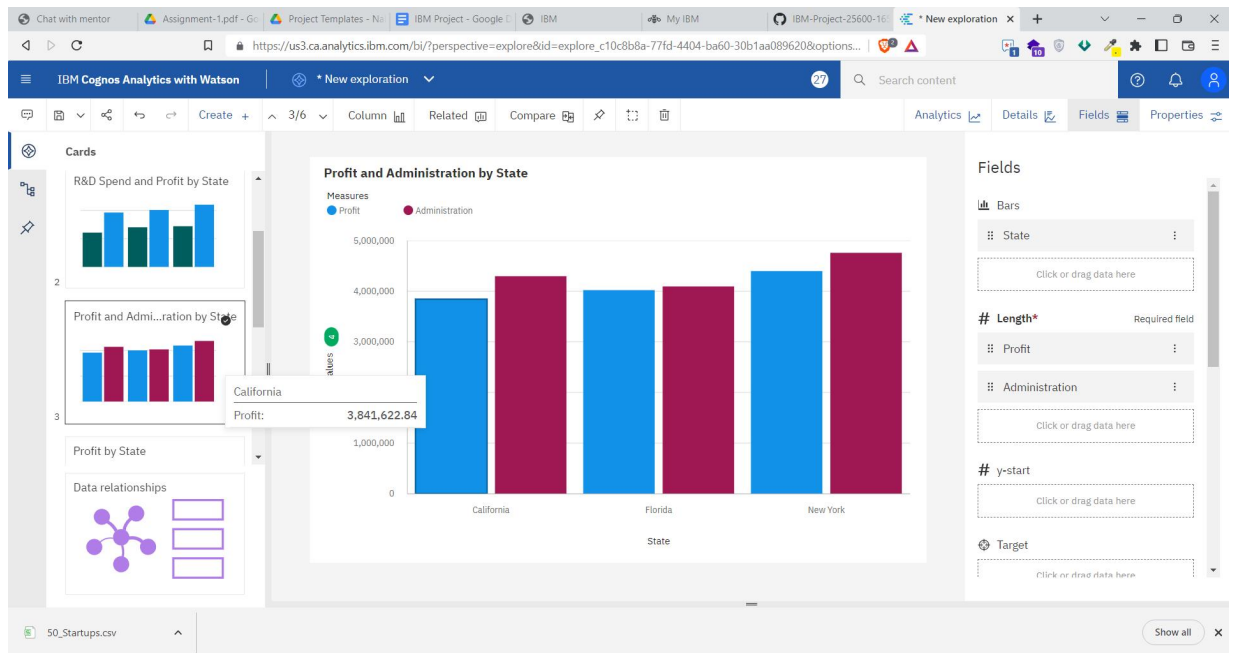 Chat with mentor
Assignment-1.pdf - Go
Project Templates - Na
IBM Project - Google D
IBM
My IBM
IBM-Project-25600-165
* New exploration
https://us3.ca.analytics.ibm.com/bi/?perspective=explore&id=explore_c10c8b8a-77fd-4404-ba60-30b1aa089620&options...
1
10
IBM Cognos Analytics with Watson
* New exploration
27
Search content
Create +
3/6
Column
Related
Compare
Analytics
Details
Fields
Properties
Cards
R&D Spend and Profit by State
2
Profit and Admi...ration by State
3
Profit by State
Data relationships
Profit and Administration by State
Measures
Profit
Administration
5,000,000
4,000,000
3,000,000
1,000,000
0
California
Florida
New York
State
California
Profit: 3,841,622.84
Fields
Bars
State
Click or drag data here
# Length*
Required field
Profit
Administration
Click or drag data here
# y-start
Click or drag data here
Target
Click or drag data here
50_Startups.csv
Show all